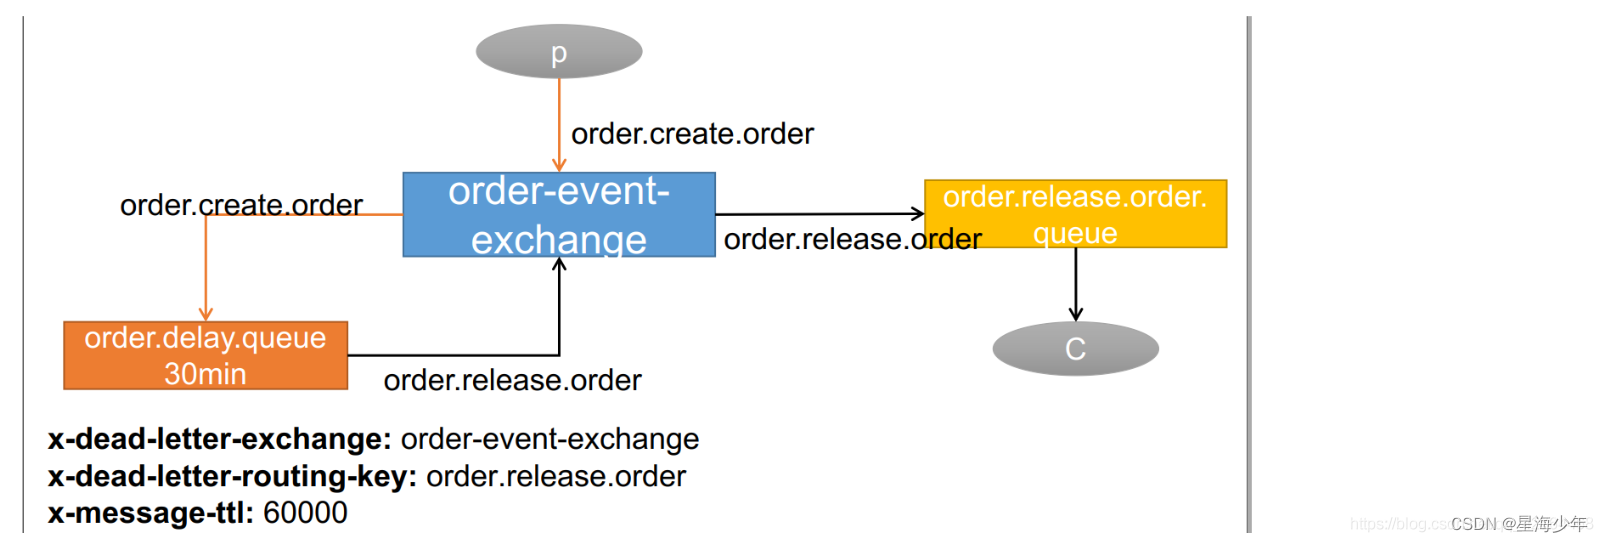 p
order.create.order
order-event-
exchange
order.create.order
order.release.order.
queue
order.release.order
order.delay.queue
30min
order.release.order
C
x-dead-letter-exchange: order-event-exchange
x-dead-letter-routing-key: order.release.order
x-message-ttl: 60000
CSDN @星海少年